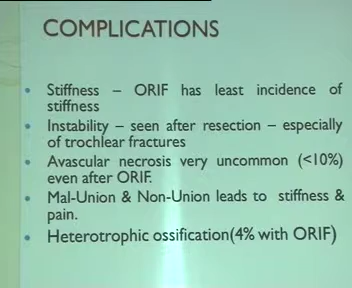 COMPLICATIONS
Stiffness – ORIF has least incidence of
stiffness
Instability – seen after resection – especially
of trochlear fractures
Avascular necrosis very uncommon (<10%)
even after ORIF.
Mal-Union & Non-Union leads to stiffness &
pain.
Heterotrophic ossification(4% with ORIF)